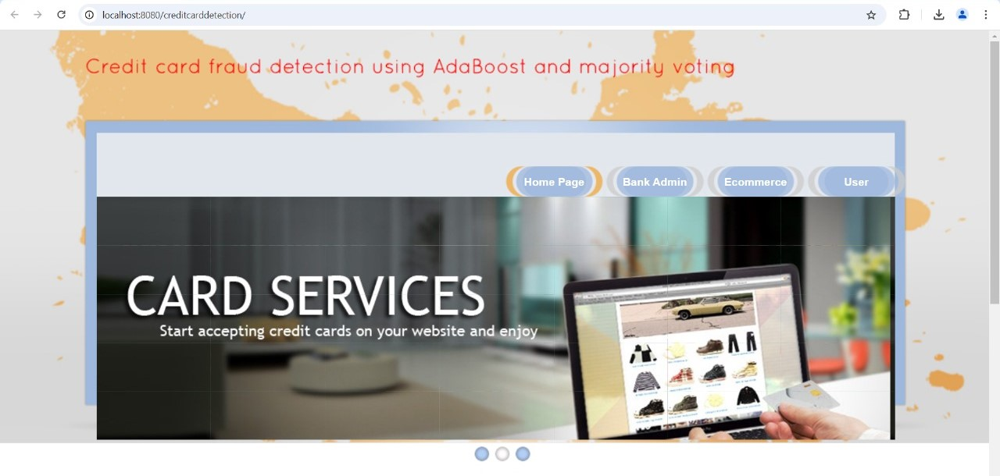 localhost:8080/creditcarddetection/
Credit card fraud detection using AdaBoost and majority voting
Home Page
Bank Admin
Ecommerce
User
CARD SERVICES
Start accepting credit cards on your website and enjoy